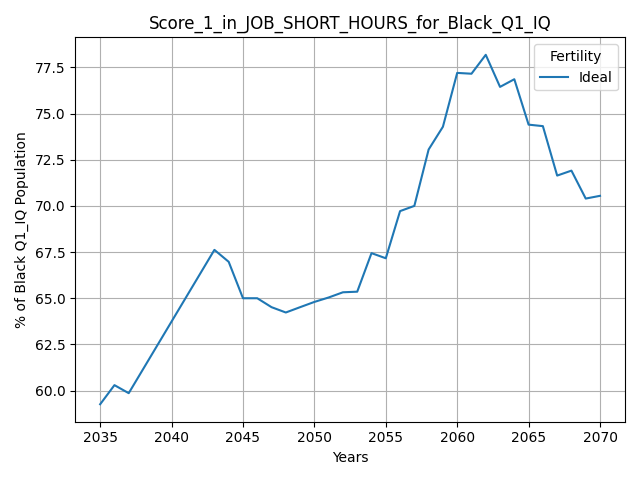 Score_1_in_JOB_SHORT_HOURS_for_Black_Q1_IQ
Fertility
Ideal
% of Black Q1_IQ Population
77.5
75.0
72.5
70.0
67.5
65.0
62.5
60.0
2035 2040 2045 2050 2055 2060 2065 2070
Years